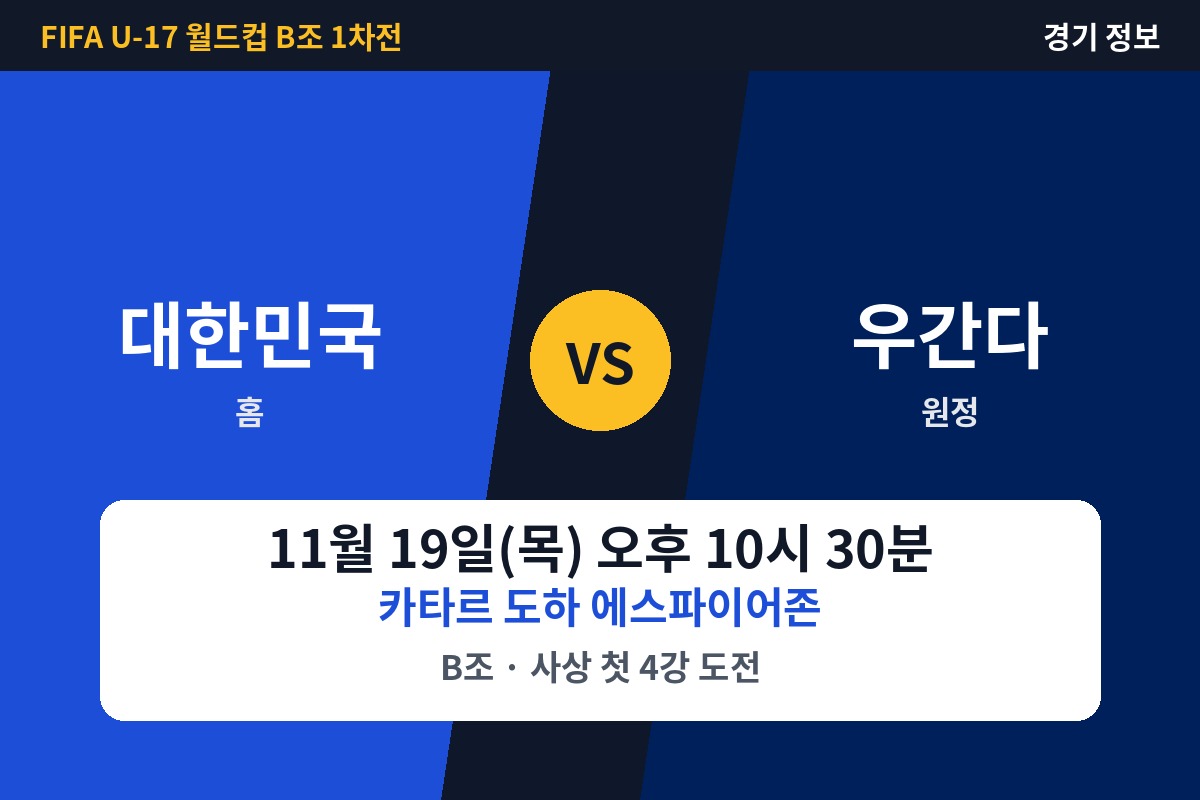 FIFA U-17 월드컵 B조 1차전
경기 정보
대한민국
홈
VS
우간다
원정
11월 19일(목) 오후 10시 30분
카타르 도하 에스파이어존
B조 · 사상 첫 4강 도전